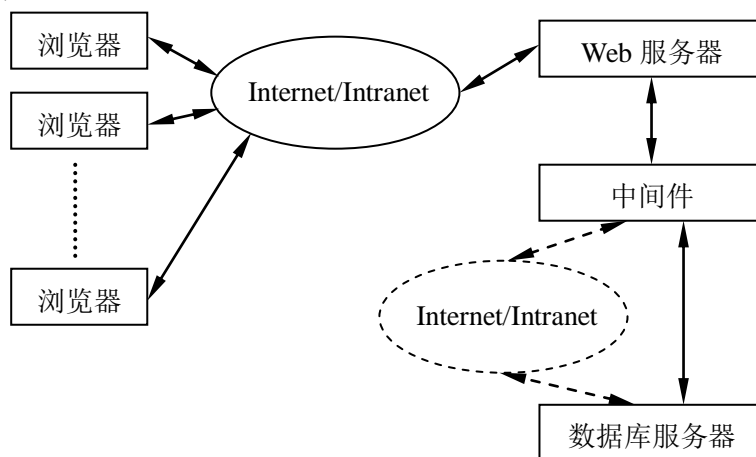 浏览器
Web 服务器
Internet/Intranet
浏览器
中间件
浏览器
Internet/Intranet
数据库服务器